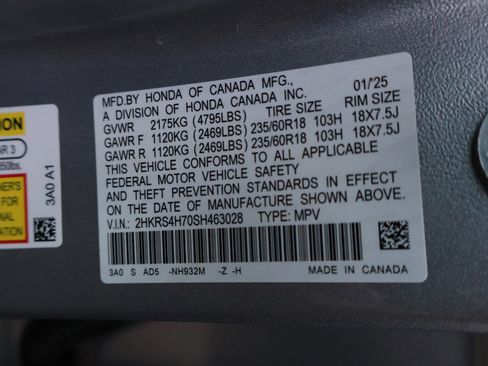 MFD.BY HONDA OF CANADA MFG., 01/'25
A DIVISION OF HONDA CANADA INC.
GVWR 2175KG (4795LBS) TIRE SIZE RIM SIZE
GAWR F 1120KG (2469LBS) 235/60R18 103H 18X7.5J
GAWR R 1120KG (2469LBS) 235/60R18 103H 18X7.5J
THIS VEHICLE CONFORMS TO ALL APPLICABLE
FEDERAL MOTOR VEHICLE SAFETY
AND THEFT PREVENTION STANDARDS IN EFFECT
ON THE DATE OF MANUFACTURE SHOWN ABOVE.
V.I.N.: 2HKRS4H70SH463028 TYPE: MPV
3A0 S AD5 -NH932M -Z -H MADE IN CANADA
3A0 A1